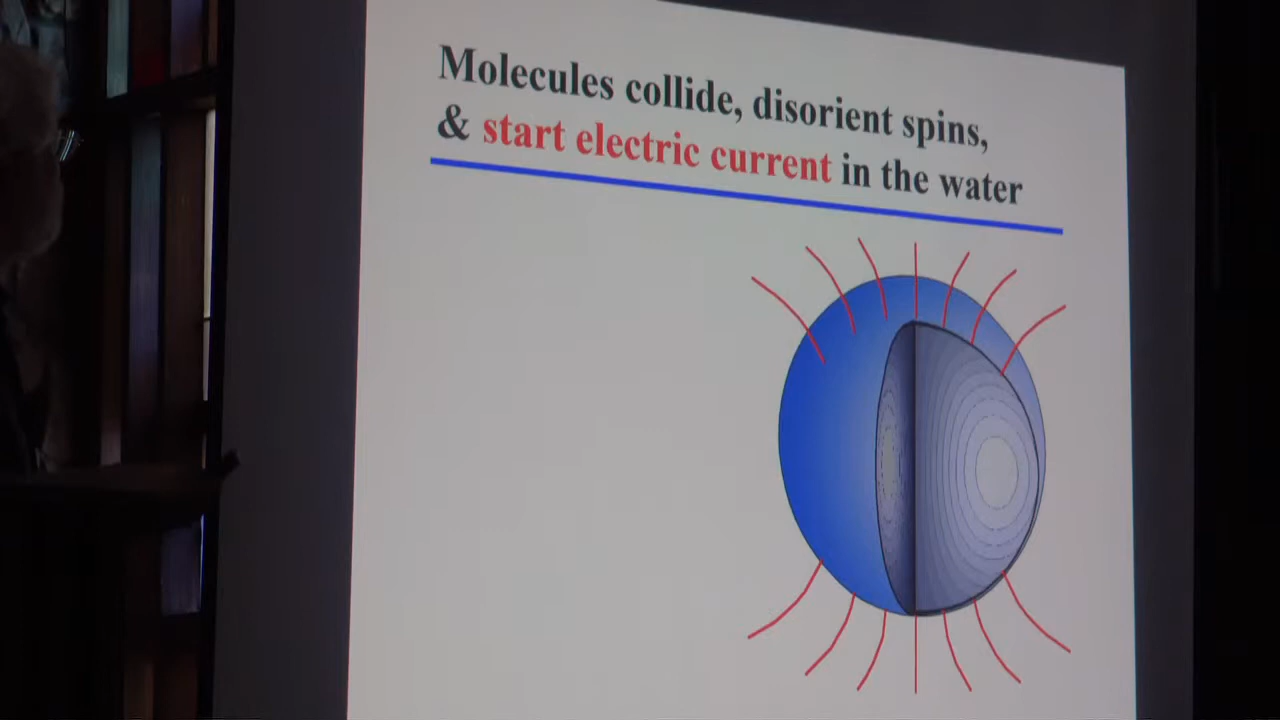 Molecules collide, disorient spins,
& start electric current in the water